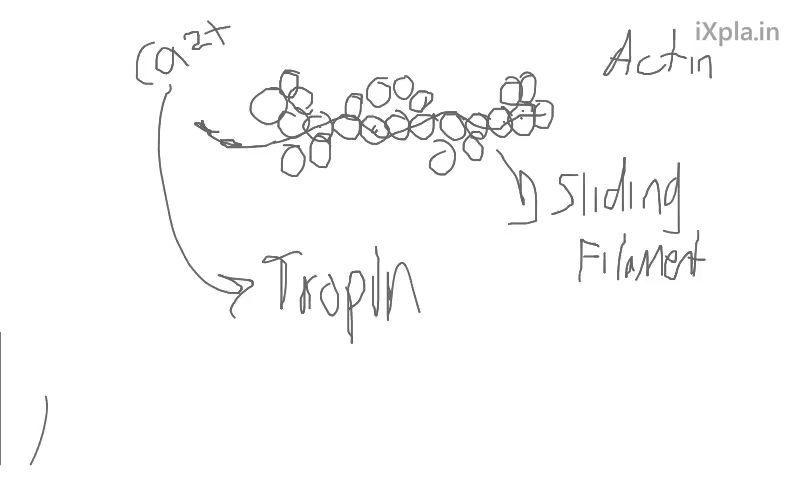 iXpla.in
Ca2+
Actin
Sliding
Filament
Tropin